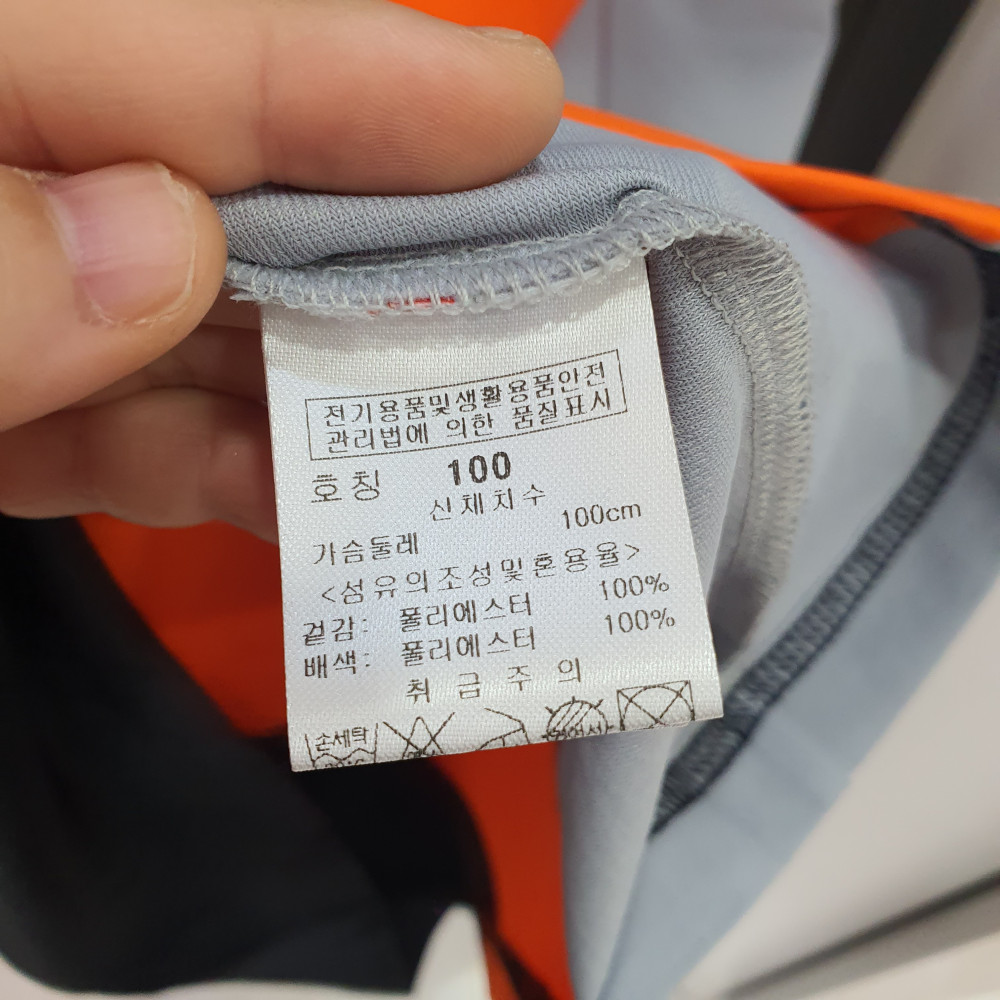 전기용품및생활용품안전
관리법에 의한 품질표시
호칭 100
신체치수
가슴둘레 100cm
<섬유의조성및혼용율>
겉감: 폴리에스터 100%
배색: 폴리에스터 100%
취급주의
손세탁